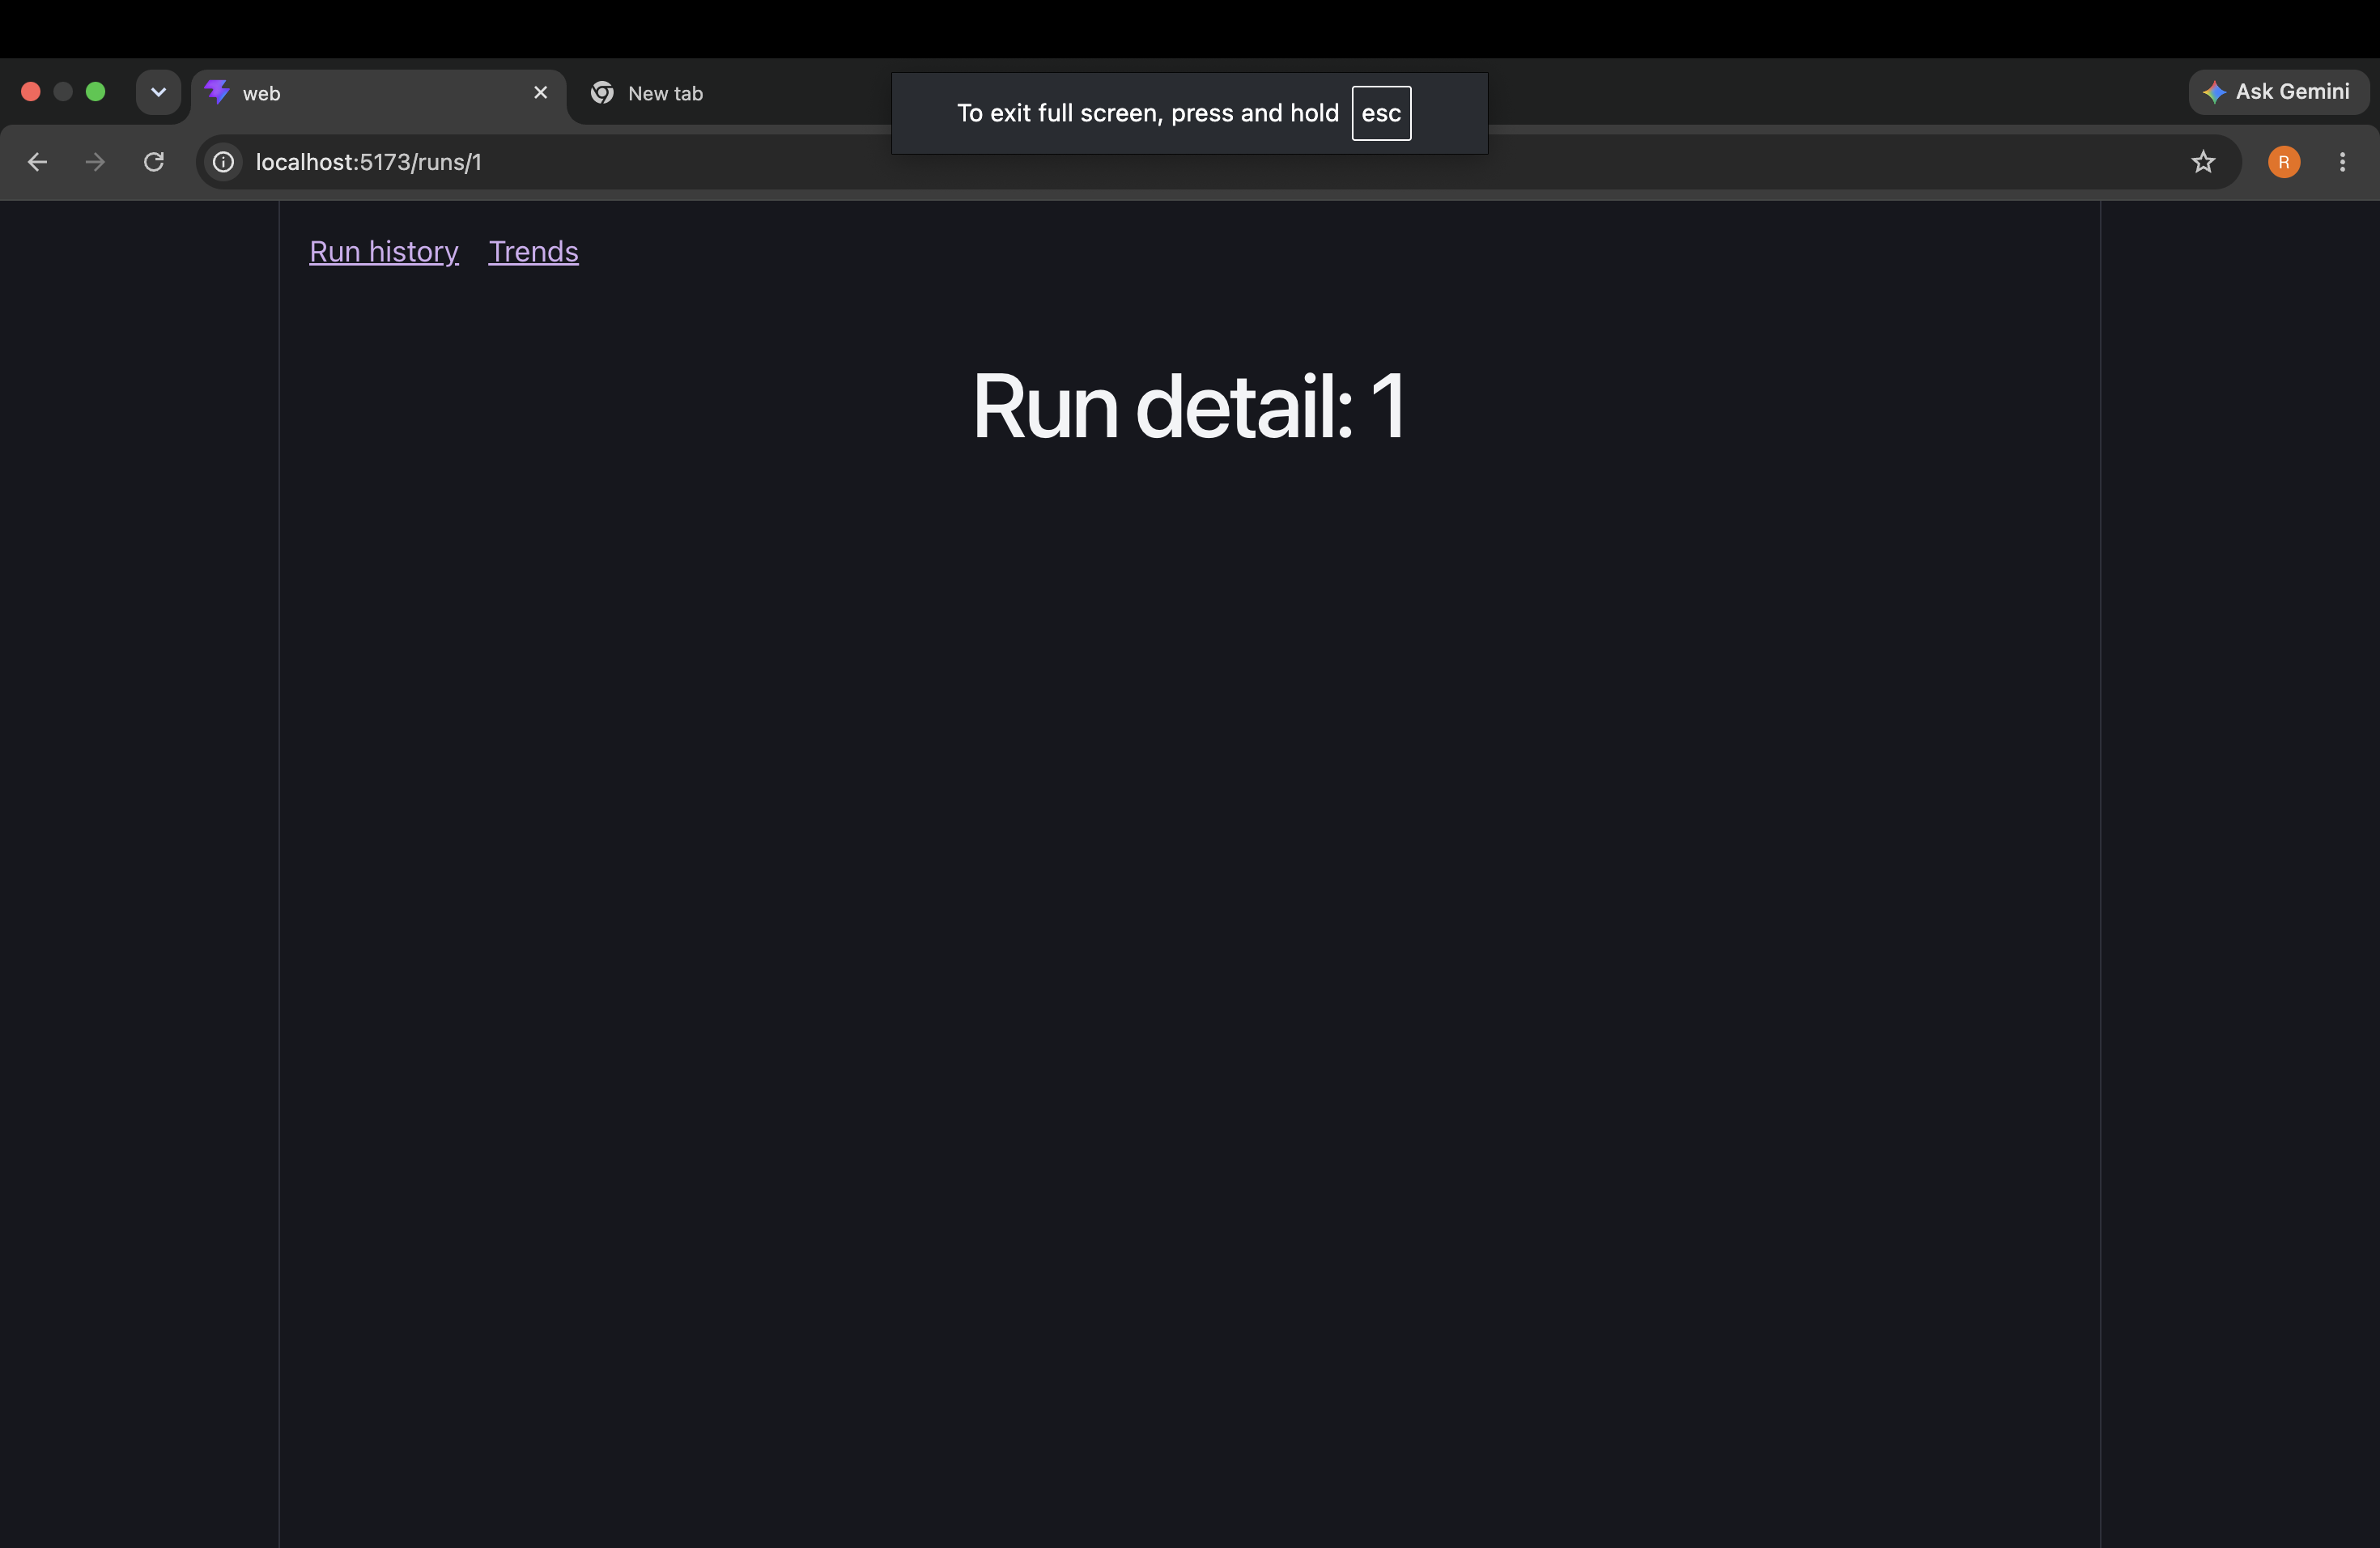 web
New tab
To exit full screen, press and hold esc
Ask Gemini
localhost:5173/runs/1
R
Run history Trends
Run detail: 1